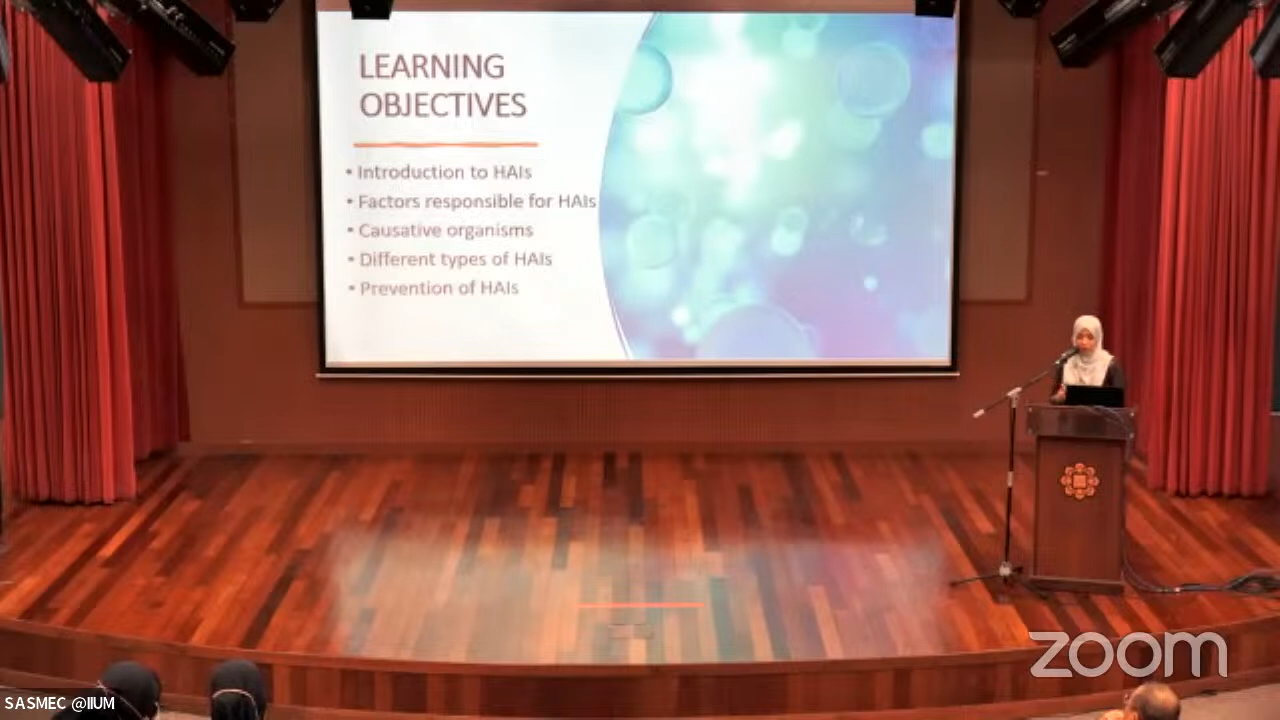 LEARNING
OBJECTIVES
• Introduction to HAIs
• Factors responsible for HAIs
• Causative organisms
• Different types of HAIs
• Prevention of HAIs
zoom
SASMEC @IIUM